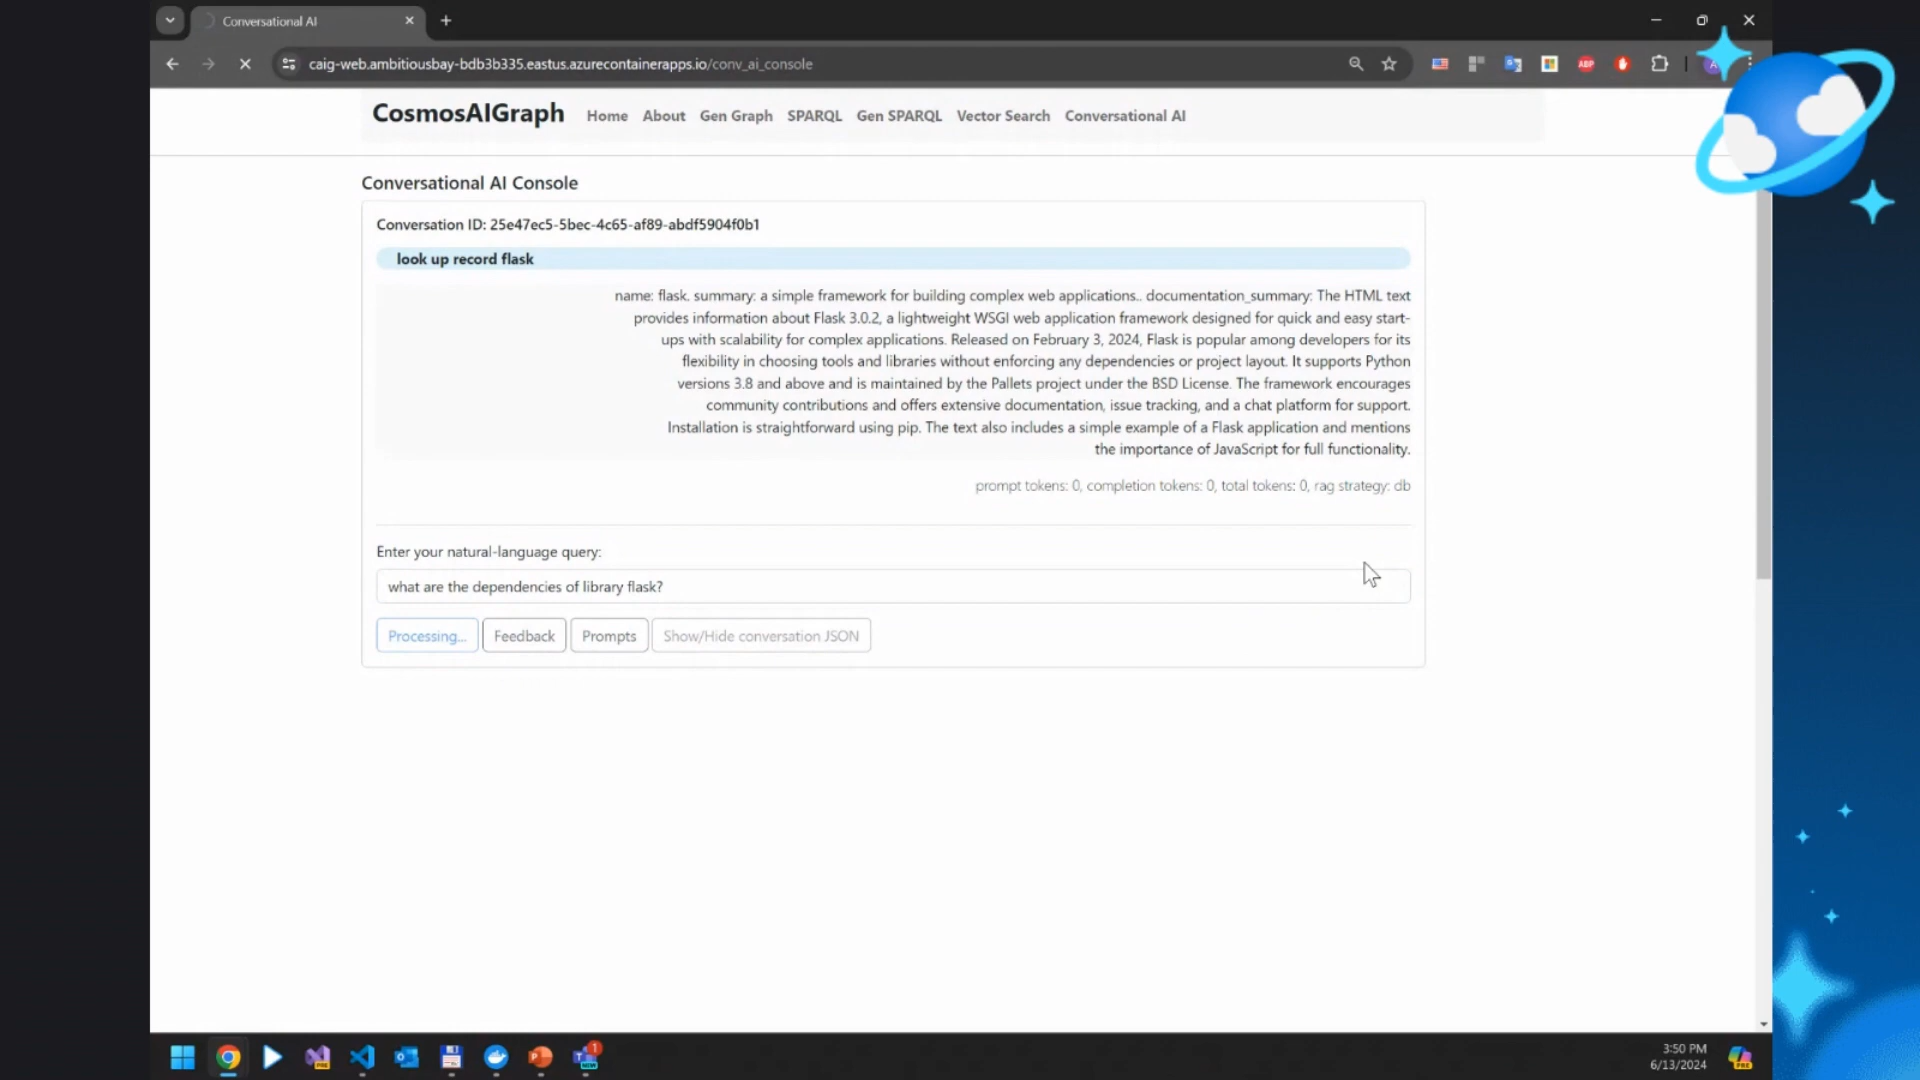 Conversational AI
caig-web.ambitiousbay-bdb3b335.eastus.azurecontainerapps.io/conv_ai_console
ABP
CosmosAIGraph Home About Gen Graph SPARQL Gen SPARQL Vector Search Conversational AI
Conversational AI Console
Conversation ID: 25e47ec5-5bec-4c65-af89-abdf5904f0b1
look up record flask
name: flask. summary: a simple framework for building complex web applications.. documentation_summary: The HTML text
provides information about Flask 3.0.2, a lightweight WSGI web application framework designed for quick and easy start-
ups with scalability for complex applications. Released on February 3, 2024, Flask is popular among developers for its
flexibility in choosing tools and libraries without enforcing any dependencies or project layout. It supports Python
versions 3.8 and above and is maintained by the Pallets project under the BSD License. The framework encourages
community contributions and offers extensive documentation, issue tracking, and a chat platform for support.
Installation is straightforward using pip. The text also includes a simple example of a Flask application and mentions
the importance of JavaScript for full functionality.
prompt tokens: 0, completion tokens: 0, total tokens: 0, rag strategy: db
Enter your natural-language query:
what are the dependencies of library flask?
Processing... Feedback Prompts Show/Hide conversation JSON
3:50 PM
6/13/2024